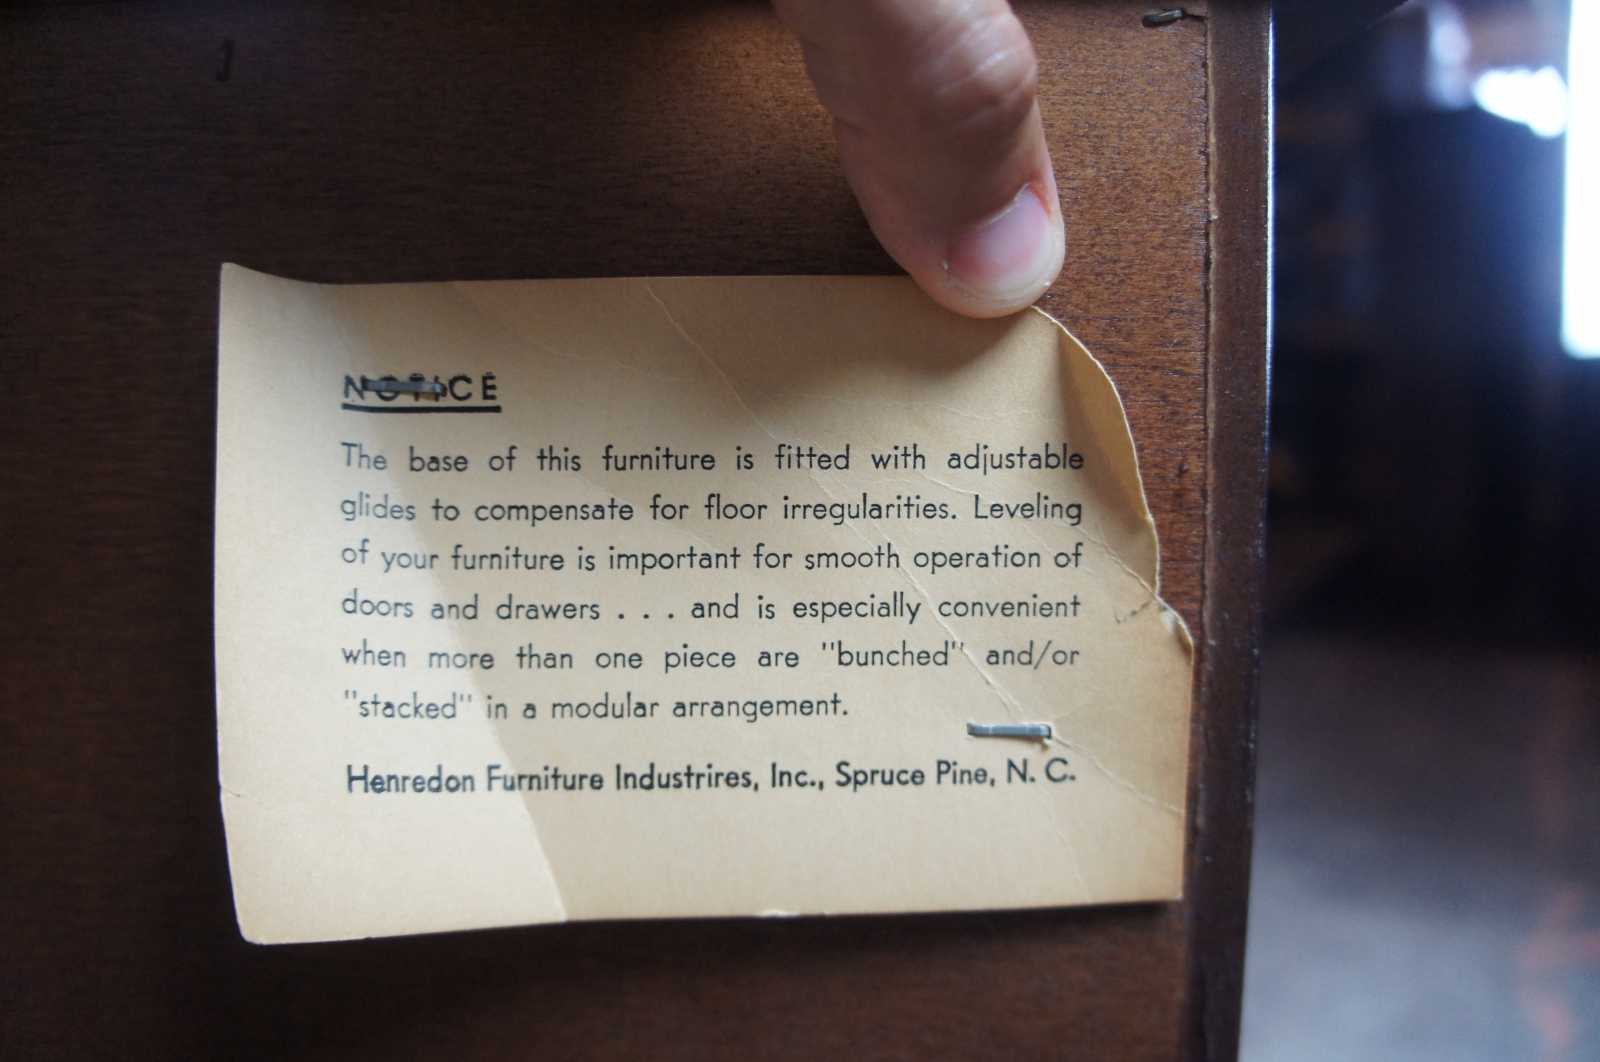 NOTICE
The base of this furniture is fitted with adjustable
glides to compensate for floor irregularities. Leveling
of your furniture is important for smooth operation of
doors and drawers . . . and is especially convenient
when more than one piece are "bunched" and/or
"stacked" in a modular arrangement.
Henredon Furniture Industrires, Inc., Spruce Pine, N. C.